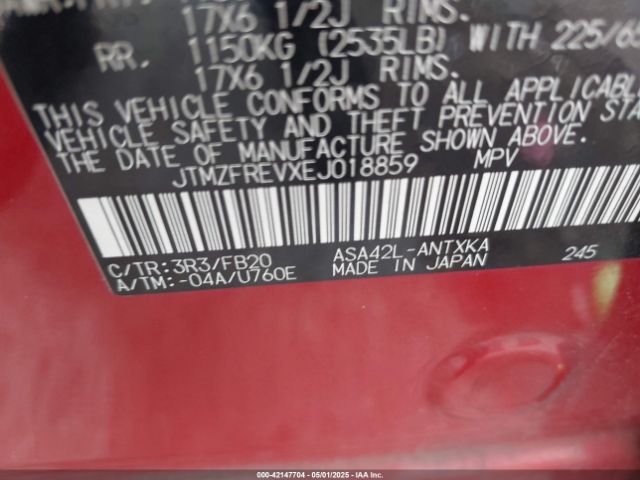 17X6 1/2J RIMS.
RR. 1150KG (2535LB) WITH 225/65
17X6 1/2J RIMS.
THIS VEHICLE CONFORMS TO ALL APPLICABLE
VEHICLE SAFETY AND THEFT PREVENTION STA
THE DATE OF MANUFACTURE SHOWN ABOVE.
JTMZFREVXEJ018859 MPV
C/TR:3R3/FB20 ASA42L-ANTXKA 245
A/TM:-04A/U760E MADE IN JAPAN
000-42147704 - 05/01/2025 - IAA Inc.